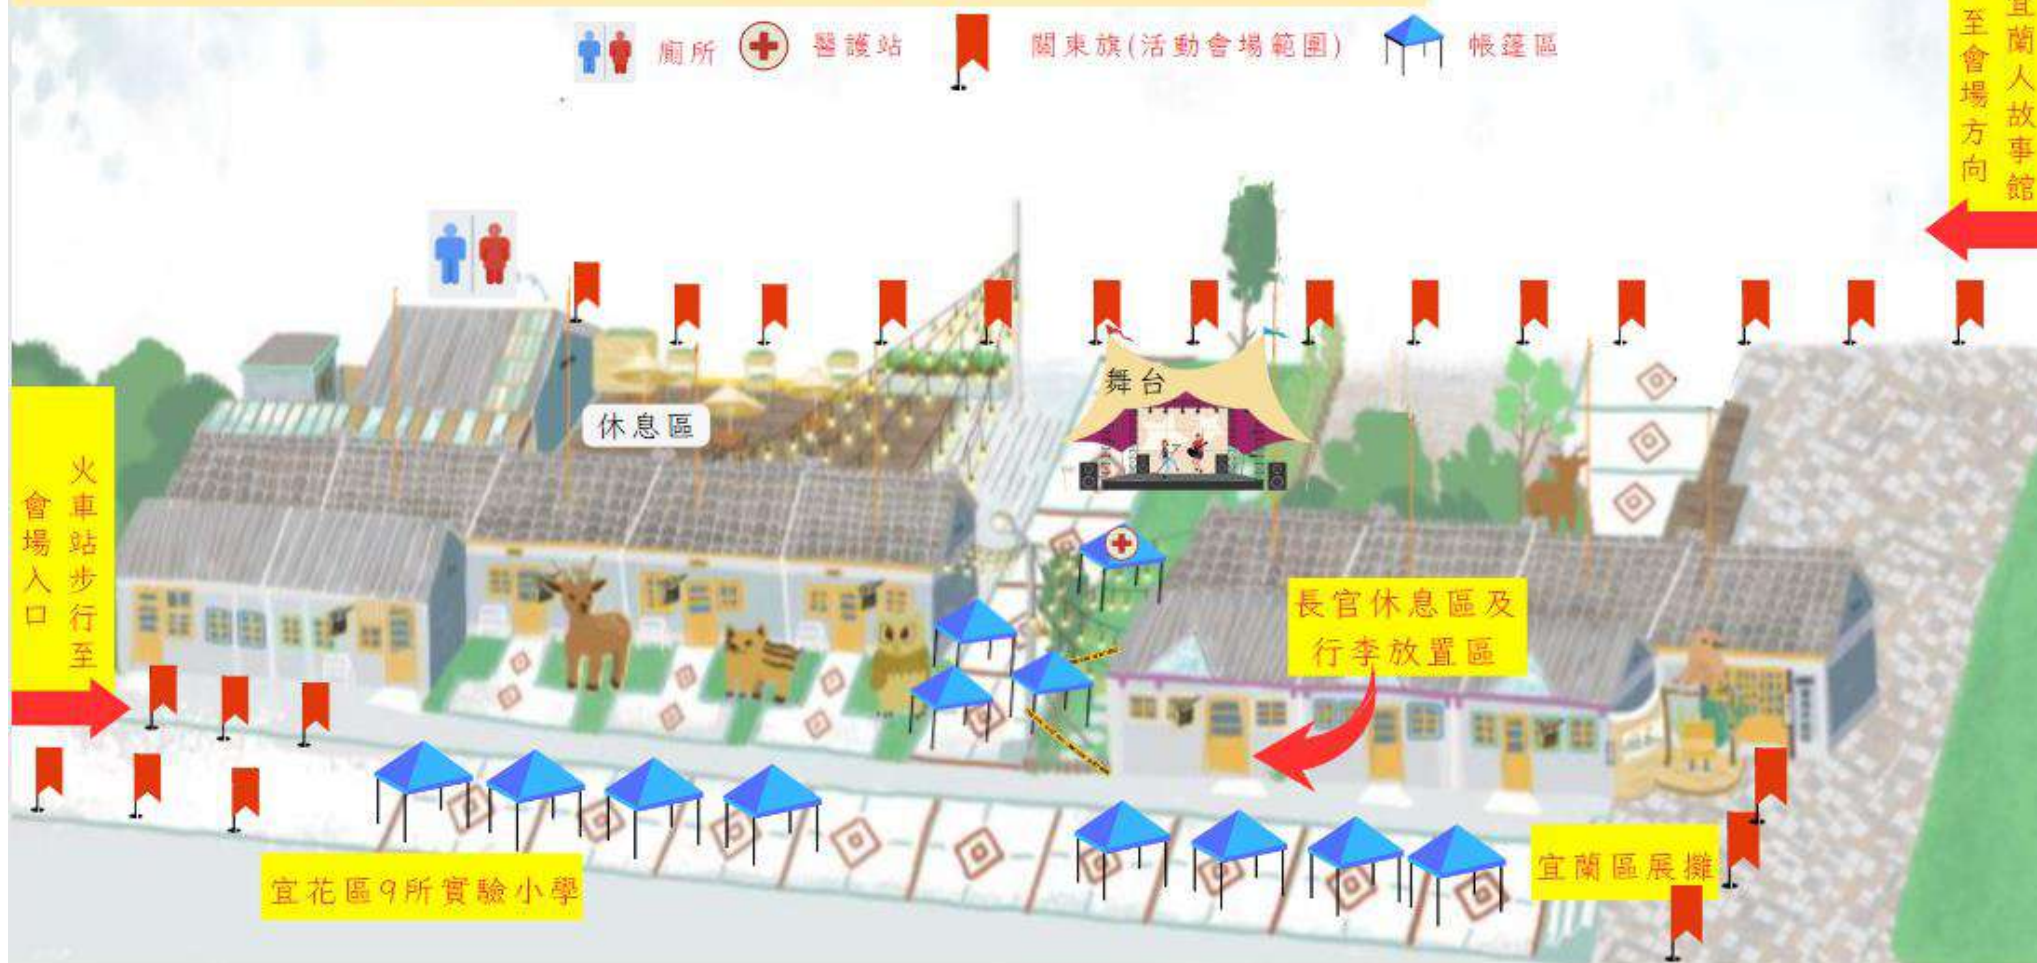 廁所
醫護站
關東旗(活動會場範圍)
帳篷區
宜蘭人故事館
至會場方向
休息區
舞台
火車站步行至
會場入口
長官休息區及
行李放置區
宜花區9所實驗小學
宜蘭區展攤